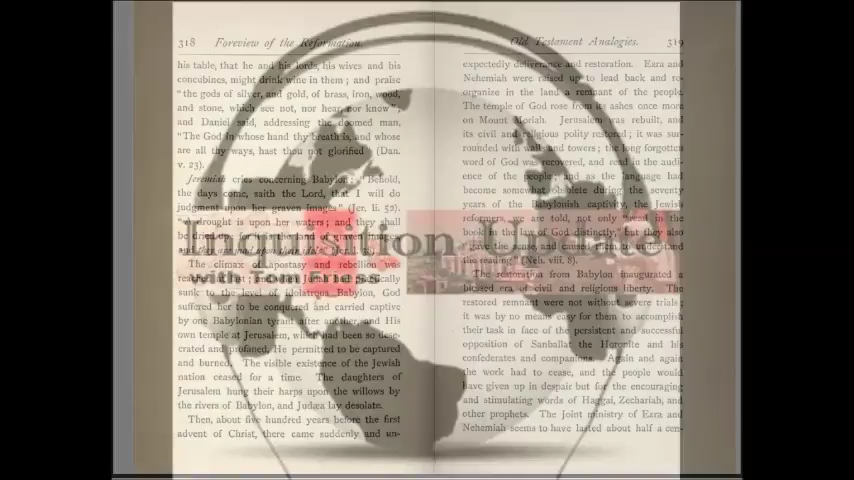 318 Foreview of the Reformation.
his table, that he and his lords, his wives and his
concubines, might drink wine in them ; and praise
" the gods of silver, and gold, of brass, iron, wood,
and stone, which see not, nor hear, nor know " ;
and Daniel said, addressing the doomed man,
" The God in whose hand thy breath is, and whose
are all thy ways, hast thou not glorified " (Dan.
v. 23).
Jeremiah cries concerning Babylon : " Behold,
the days come, saith the Lord, that I will do
judgment upon her graven images " (Jer. li. 52).
" A drought is upon her waters ; and they shall
be dried up : for it is the land of graven images,
The climax of apostasy and rebellion was
sunk to the level of idolatrous Babylon, God
suffered her to be conquered and carried captive
by one Babylonian tyrant after another, and His
own temple at Jerusalem, which had been so dese-
crated and profaned, He permitted to be captured
and burned. The visible existence of the Jewish
nation ceased for a time. The daughters of
Jerusalem hung their harps upon the willows by
the rivers of Babylon, and Judæa lay desolate.
Then, about five hundred years before the first
advent of Christ, there came suddenly and un-
Old Testament Analogies. 319
expectedly deliverance and restoration. Ezra and
Nehemiah were raised up to lead back and re-
organize in the land a remnant of the people.
The temple of God rose from its ashes once more
on Mount Moriah. Jerusalem was rebuilt, and
its civil and religious polity restored ; it was sur-
rounded with walls and towers ; the long forgotten
word of God was recovered, and read in the audi-
ence of the people ; and as the language had
become somewhat obsolete during the seventy
years of the Babylonish captivity, the Jewish
reformers, we are told, not only " read in the
book in the law of God distinctly," but they also
" gave the sense, and caused them to understand
the reading " (Neh. viii. 8).
The separation from Babylon inaugurated a
blessed era of civil and religious liberty. The
restored remnant were not without sore trials ;
it was by no means easy for them to accomplish
their task in face of the persistent and successful
opposition of Sanballat the Horonite and his
confederates and companions. Again and again
the work had to cease, and the people would
have given up in despair but for the encouraging
and stimulating words of Haggai, Zechariah, and
other prophets. The joint ministry of Ezra and
Nehemiah seems to have lasted about half a cen-
Inquisition Update
with Tom Friess